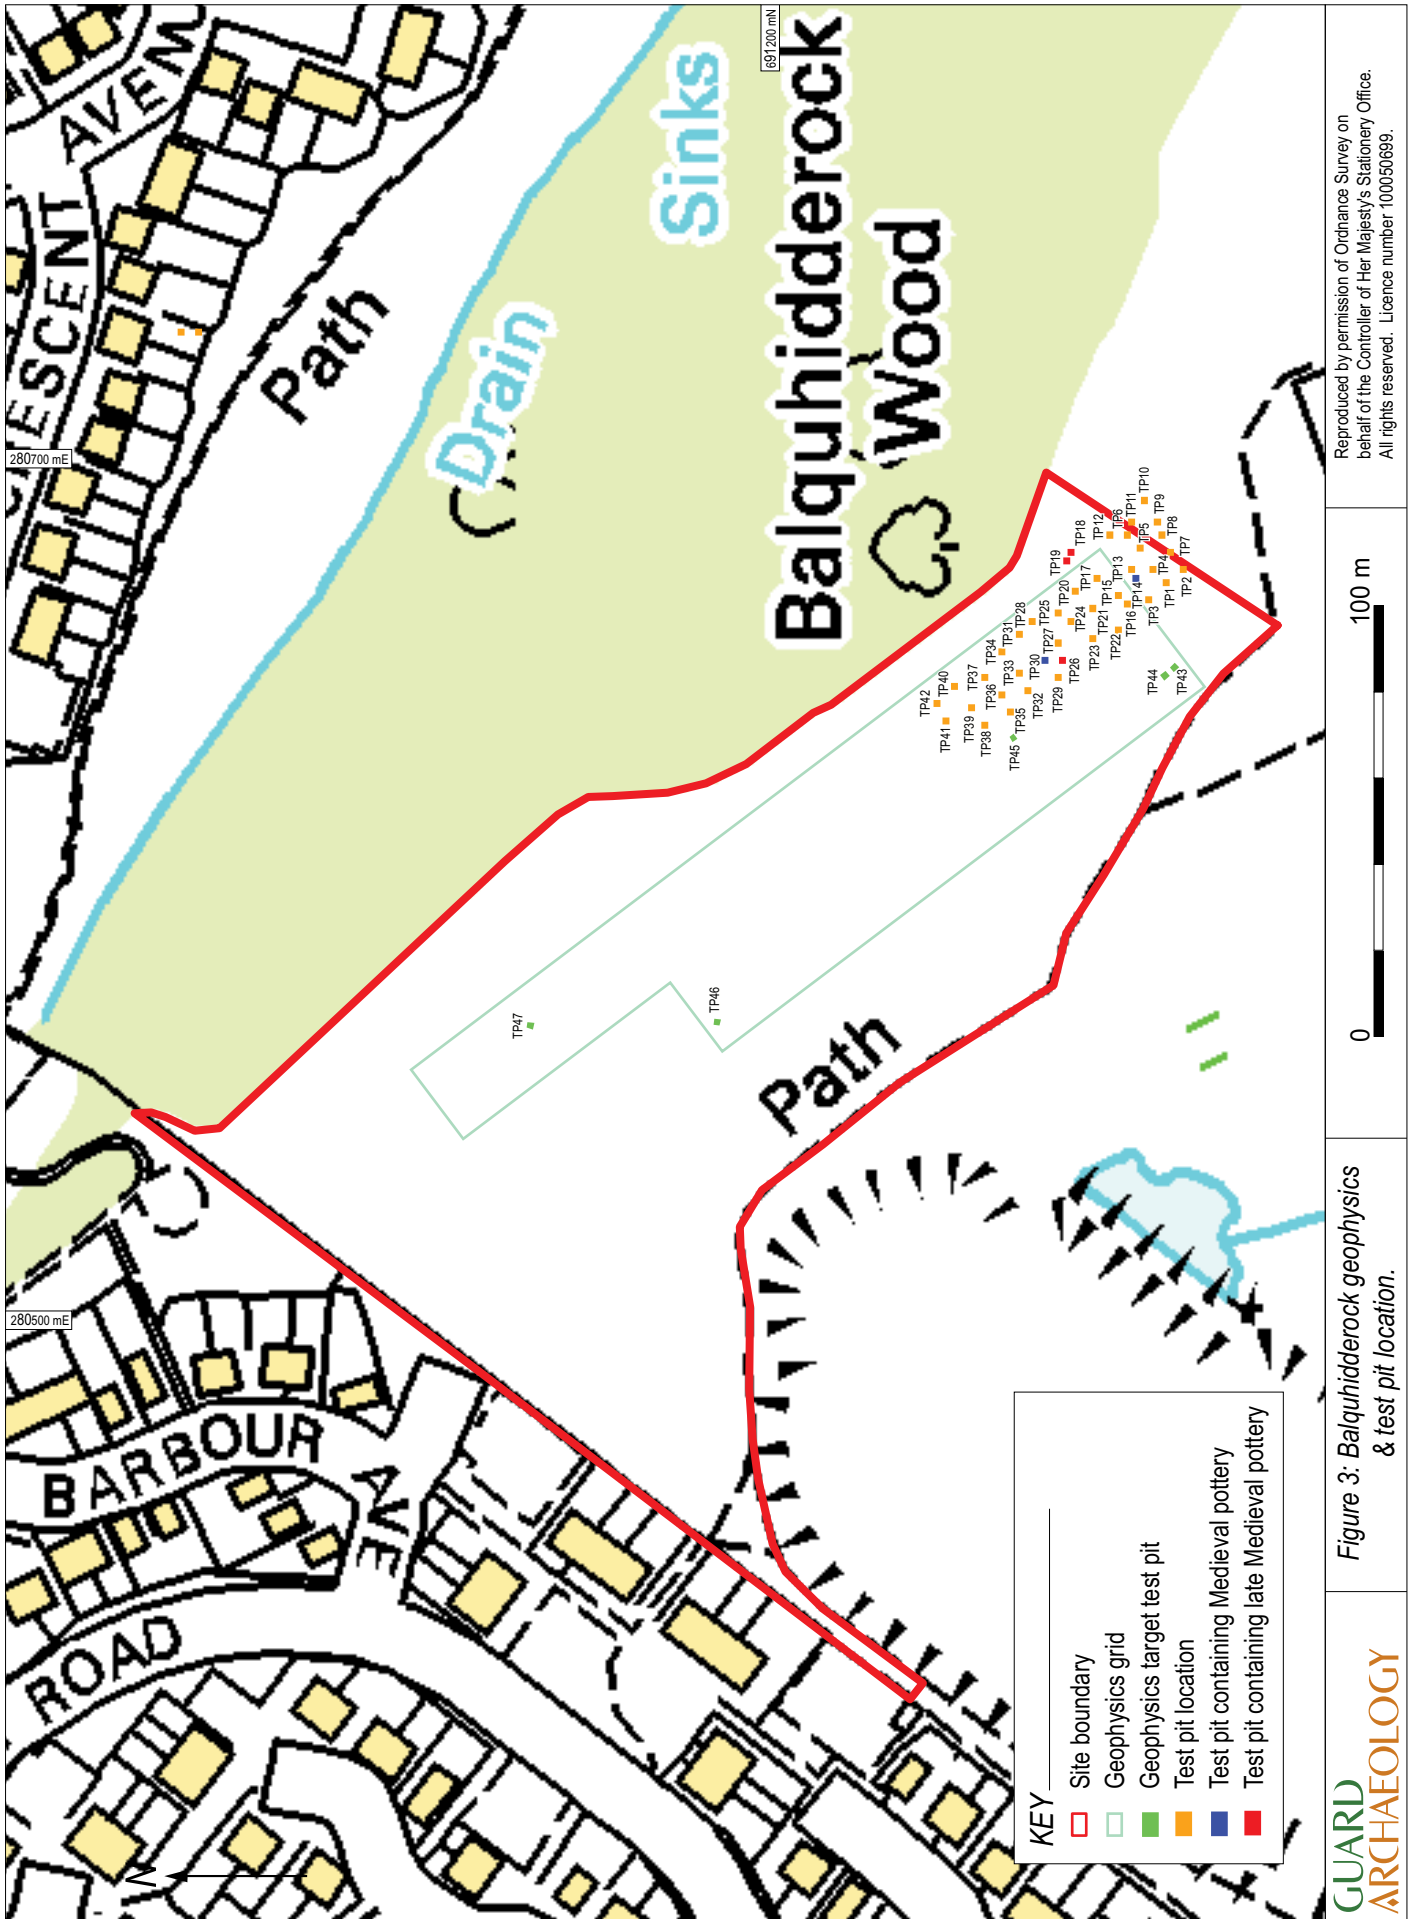 ROAD
BARBOUR
AVE
CRESCENT
AVEN
Path
Drain
Sinks
Balquhidderock
Wood
Path
280500 mE
280700 mE
691200 mN
N
TP47
TP46
TP45
TP44
TP43
TP42
TP41
TP40
TP39
TP38
TP37
TP36
TP35
TP34
TP33
TP32
TP31
TP30
TP29
TP28
TP27
TP26
TP25
TP24
TP23
TP22
TP21
TP20
TP19
TP18
TP17
TP16
TP15
TP14
TP13
TP12
TP11
TP10
TP9
TP8
TP7
TP6
TP5
TP4
TP3
TP2
TP1
KEY
Site boundary
Geophysics grid
Geophysics target test pit
Test pit location
Test pit containing Medieval pottery
Test pit containing late Medieval pottery
GUARD
ARCHAEOLOGY
Figure 3: Balquhidderock geophysics
& test pit location.
0
100 m
Reproduced by permission of Ordnance Survey on
behalf of the Controller of Her Majesty's Stationery Office.
All rights reserved. Licence number 100050699.